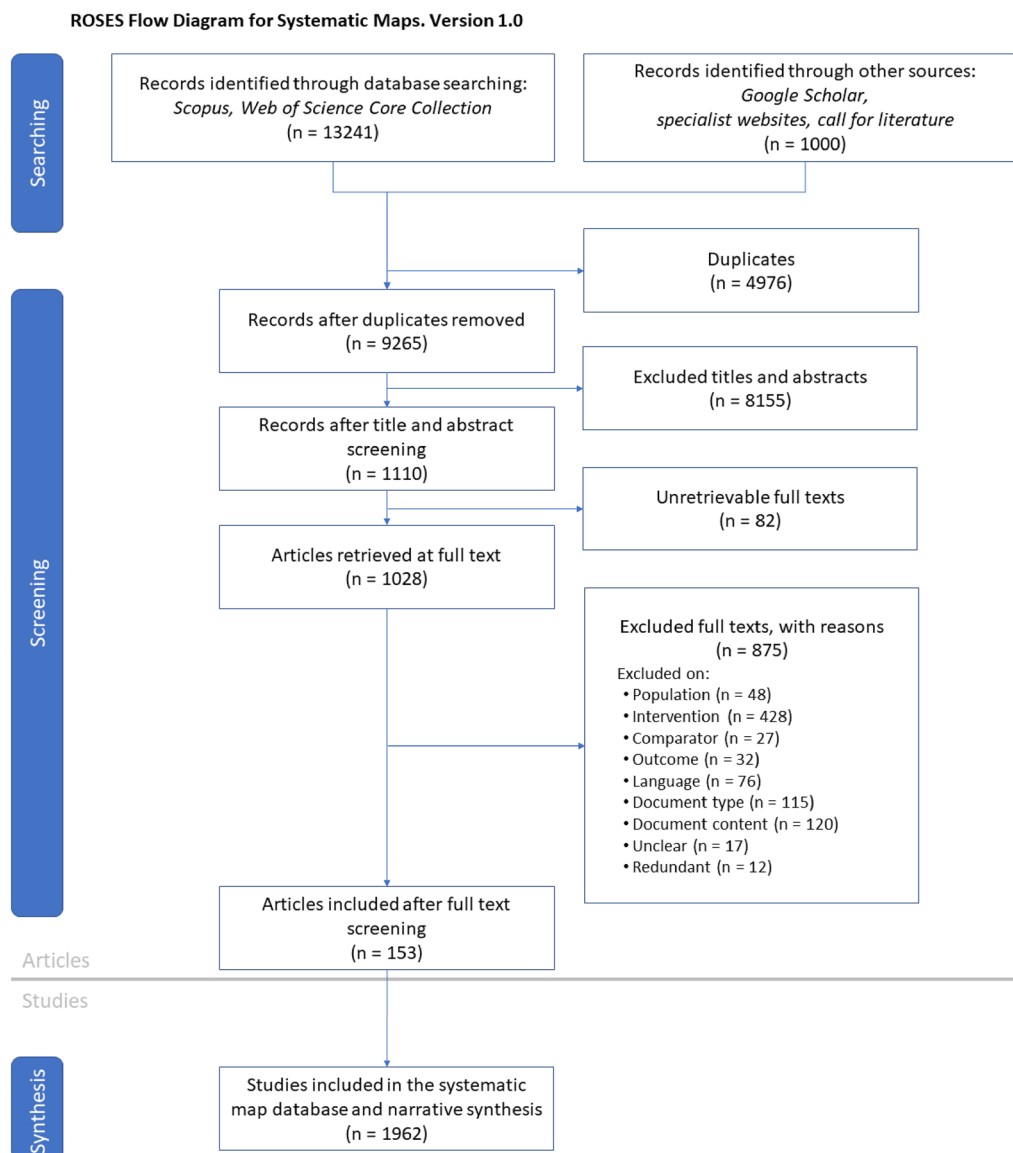 ROSES Flow Diagram for Systematic Maps. Version 1.0
Searching
Records identified through database searching:
Scopus, Web of Science Core Collection
(n = 13241)
Records identified through other sources:
Google Scholar,
specialist websites, call for literature
(n = 1000)
Duplicates
(n = 4976)
Screening
Records after duplicates removed
(n = 9265)
Excluded titles and abstracts
(n = 8155)
Records after title and abstract
screening
(n = 1110)
Unretrievable full texts
(n = 82)
Articles retrieved at full text
(n = 1028)
Excluded full texts, with reasons
(n = 875)
Excluded on:
• Population (n = 48)
• Intervention (n = 428)
• Comparator (n = 27)
• Outcome (n = 32)
• Language (n = 76)
• Document type (n = 115)
• Document content (n = 120)
• Unclear (n = 17)
• Redundant (n = 12)
Articles included after full text
screening
(n = 153)
Articles
Studies
Synthesis
Studies included in the systematic
map database and narrative synthesis
(n = 1962)